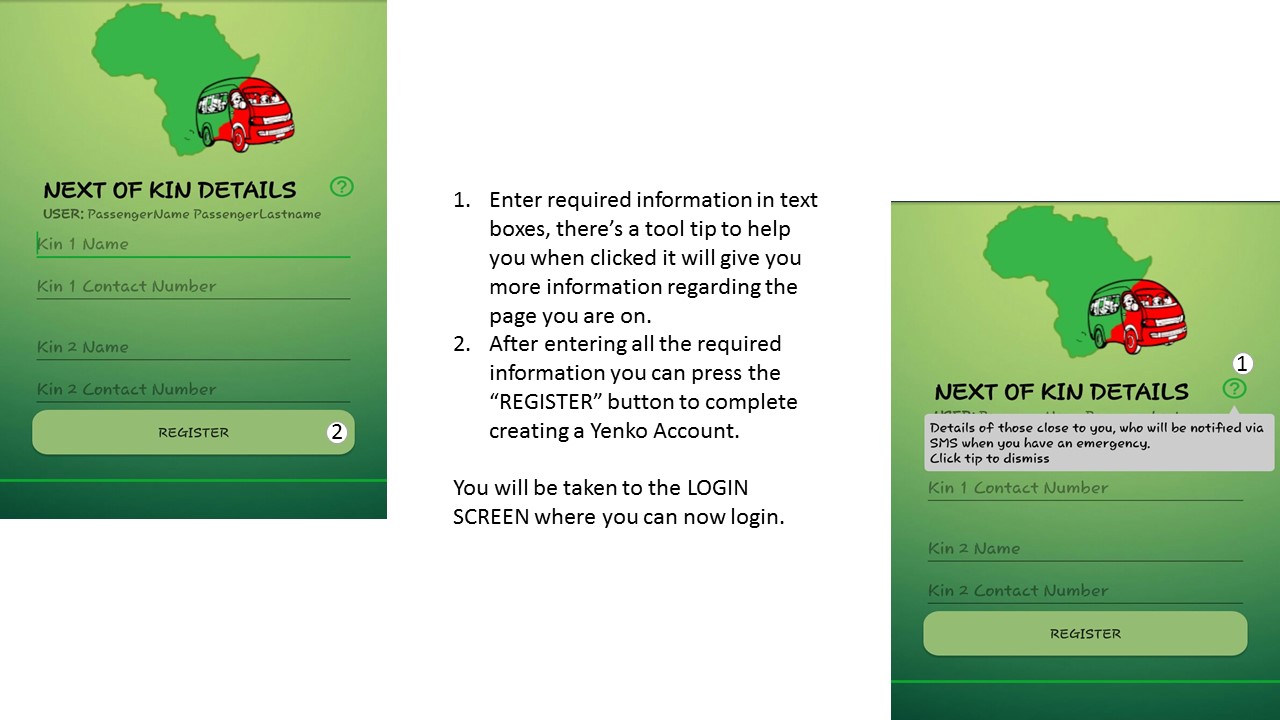 NEXT OF KIN DETAILS
USER: PassengerName PassengerLastname
Kin 1 Name
Kin 1 Contact Number
Kin 2 Name
Kin 2 Contact Number
REGISTER
2
1. Enter required information in text
boxes, there’s a tool tip to help
you when clicked it will give you
more information regarding the
page you are on.
2. After entering all the required
information you can press the
“REGISTER” button to complete
creating a Yenko Account.
You will be taken to the LOGIN
SCREEN where you can now login.
1
NEXT OF KIN DETAILS
Details of those close to you, who will be notified via
SMS when you have an emergency.
Click tip to dismiss
Kin 1 Contact Number
Kin 2 Name
Kin 2 Contact Number
REGISTER